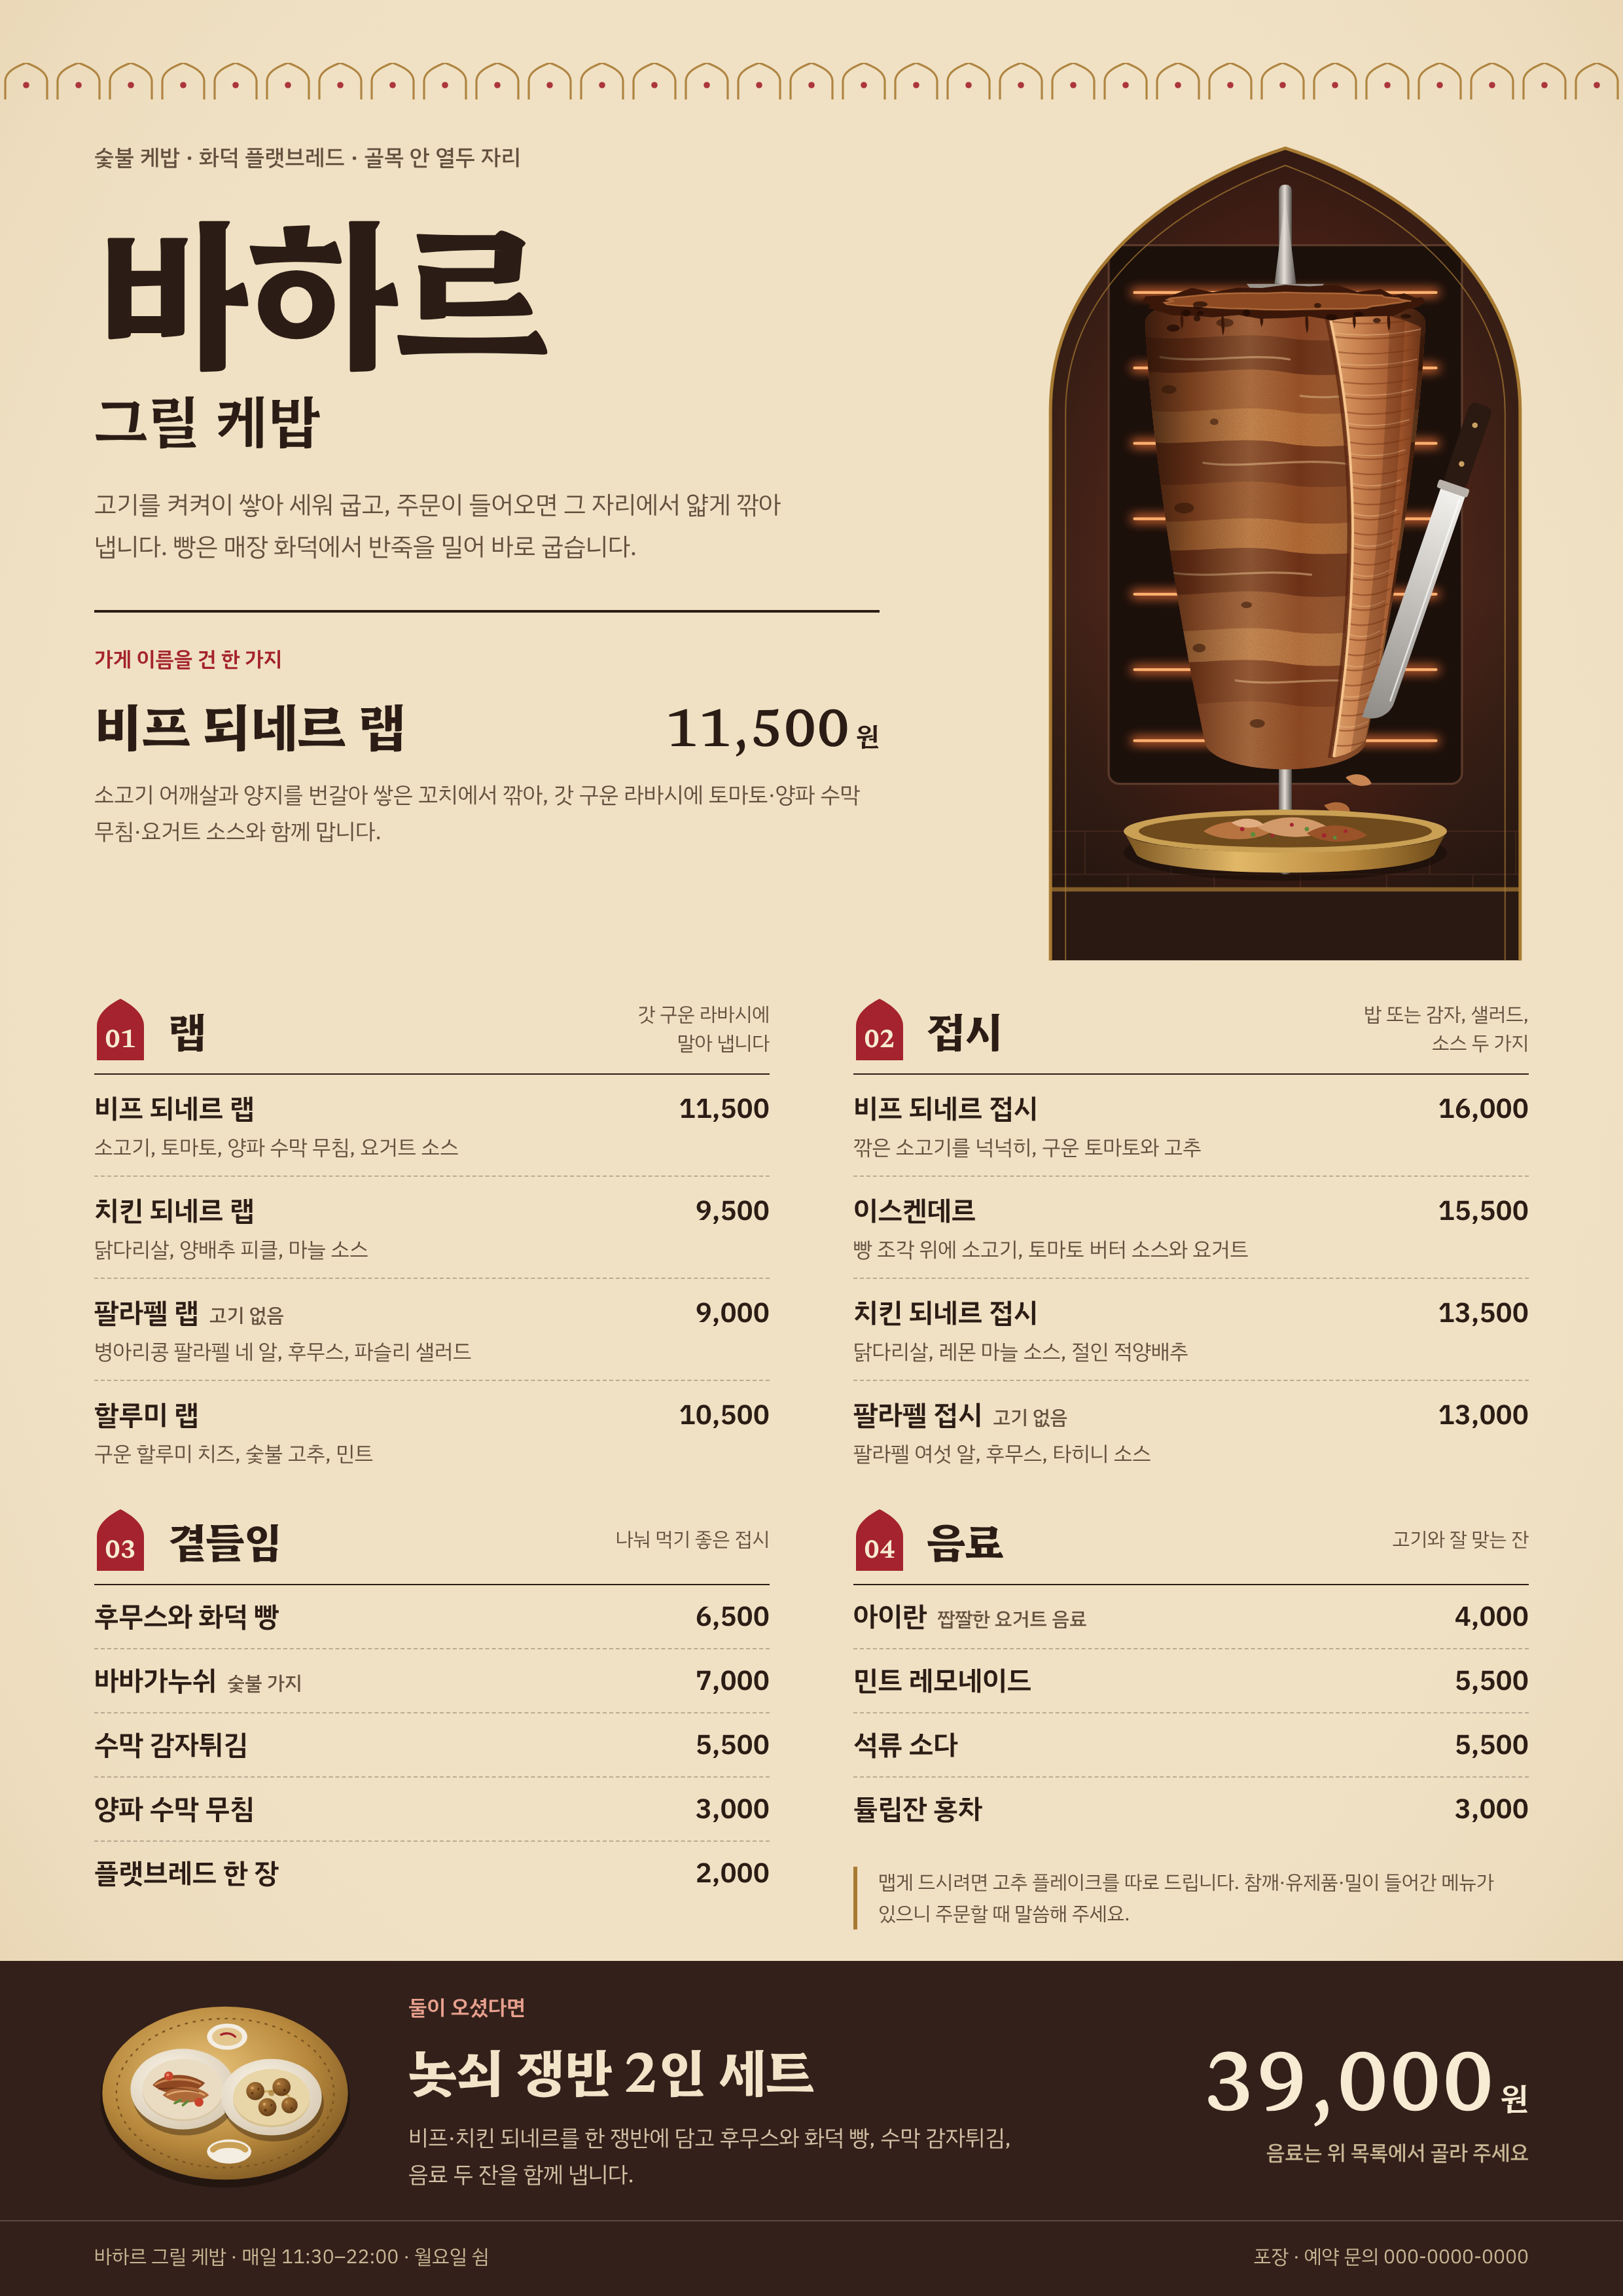 숯불 케밥 · 화덕 플랫브레드 · 골목 안 열두 자리
바하르
그릴 케밥
고기를 켜켜이 쌓아 세워 굽고, 주문이 들어오면 그 자리에서 얇게 깎아
냅니다. 빵은 매장 화덕에서 반죽을 밀어 바로 굽습니다.
가게 이름을 건 한 가지
비프 되네르 랩 11,500원
소고기 어깨살과 양지를 번갈아 쌓은 꼬치에서 깎아, 갓 구운 라바시에 토마토·양파 수막
무침·요거트 소스와 함께 맙니다.
01 랩
갓 구운 라바시에
말아 냅니다
비프 되네르 랩 11,500
소고기, 토마토, 양파 수막 무침, 요거트 소스
치킨 되네르 랩 9,500
닭다리살, 양배추 피클, 마늘 소스
팔라펠 랩 고기 없음 9,000
병아리콩 팔라펠 네 알, 후무스, 파슬리 샐러드
할루미 랩 10,500
구운 할루미 치즈, 숯불 고추, 민트
02 접시
밥 또는 감자, 샐러드,
소스 두 가지
비프 되네르 접시 16,000
깎은 소고기를 넉넉히, 구운 토마토와 고추
이스켄데르 15,500
빵 조각 위에 소고기, 토마토 버터 소스와 요거트
치킨 되네르 접시 13,500
닭다리살, 레몬 마늘 소스, 절인 적양배추
팔라펠 접시 고기 없음 13,000
팔라펠 여섯 알, 후무스, 타히니 소스
03 곁들임 나눠 먹기 좋은 접시
후무스와 화덕 빵 6,500
바바가누쉬 숯불 가지 7,000
수막 감자튀김 5,500
양파 수막 무침 3,000
플랫브레드 한 장 2,000
04 음료 고기와 잘 맞는 잔
아이란 짭짤한 요거트 음료 4,000
민트 레모네이드 5,500
석류 소다 5,500
튤립잔 홍차 3,000
맵게 드시려면 고추 플레이크를 따로 드립니다. 참깨·유제품·밀이 들어간 메뉴가
있으니 주문할 때 말씀해 주세요.
둘이 오셨다면
놋쇠 쟁반 2인 세트
비프·치킨 되네르를 한 쟁반에 담고 후무스와 화덕 빵, 수막 감자튀김,
음료 두 잔을 함께 냅니다.
39,000원
음료는 위 목록에서 골라 주세요
바하르 그릴 케밥 · 매일 11:30–22:00 · 월요일 쉼
포장 · 예약 문의 000-0000-0000